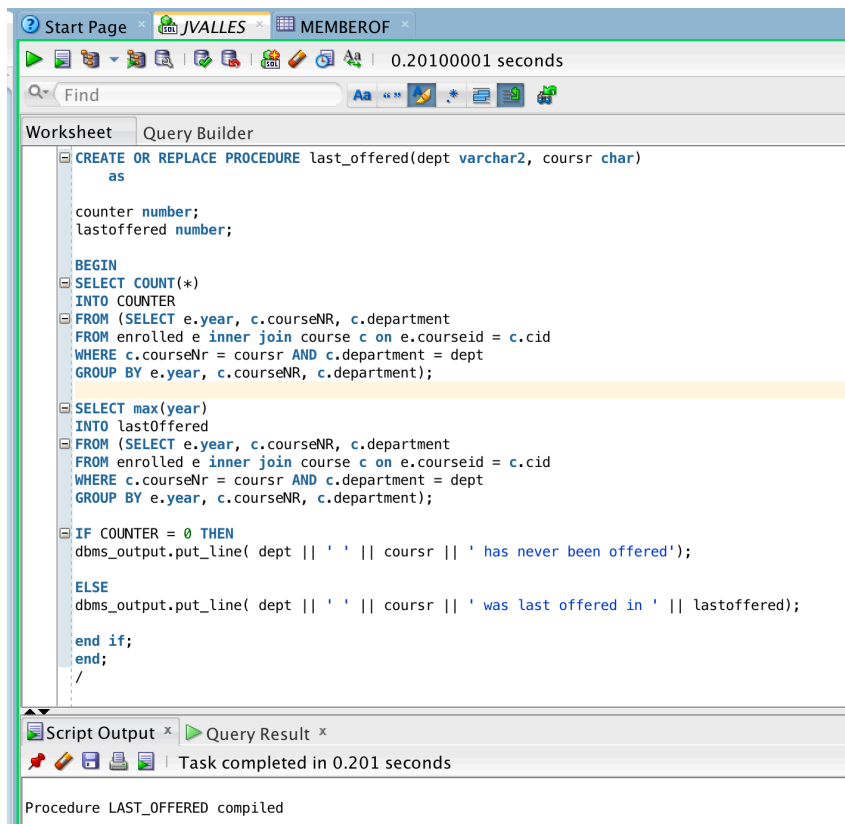 Start Page JVALLES MEMBEROF
0.20100001 seconds
Find
Worksheet Query Builder
CREATE OR REPLACE PROCEDURE last_offered(dept varchar2, coursr char)
as
counter number;
lastoffered number;
BEGIN
SELECT COUNT(*)
INTO COUNTER
FROM (SELECT e.year, c.courseNR, c.department
FROM enrolled e inner join course c on e.courseid = c.cid
WHERE c.courseNr = coursr AND c.department = dept
GROUP BY e.year, c.courseNR, c.department);
SELECT max(year)
INTO lastOffered
FROM (SELECT e.year, c.courseNR, c.department
FROM enrolled e inner join course c on e.courseid = c.cid
WHERE c.courseNr = coursr AND c.department = dept
GROUP BY e.year, c.courseNR, c.department);
IF COUNTER = 0 THEN
dbms_output.put_line( dept || ' ' || coursr || ' has never been offered');
ELSE
dbms_output.put_line( dept || ' ' || coursr || ' was last offered in ' || lastoffered);
end if;
end;
/
Script Output x Query Result x
Task completed in 0.201 seconds
Procedure LAST_OFFERED compiled